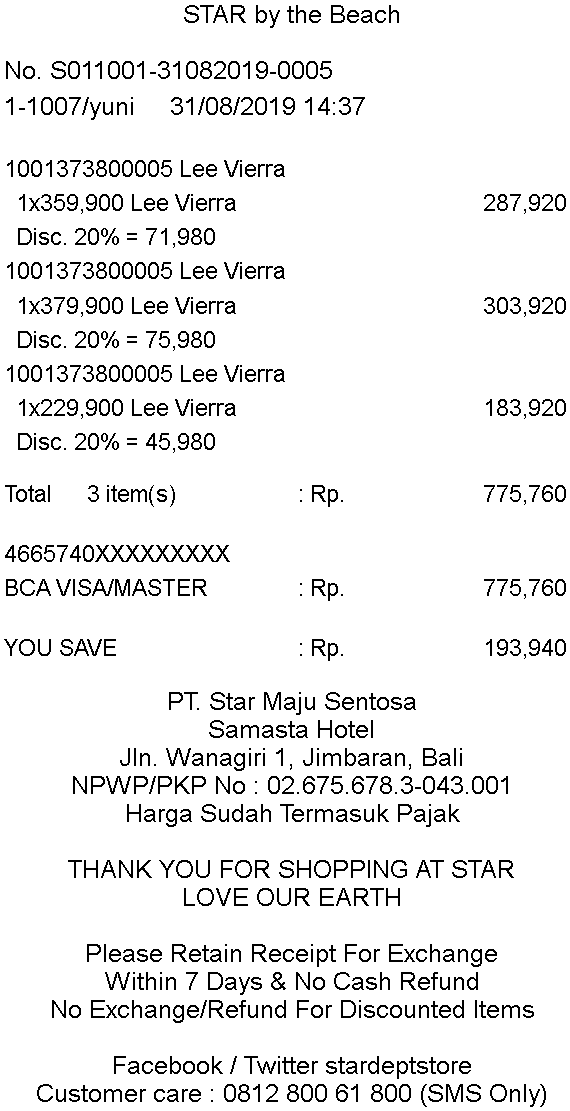 STAR by the Beach
No. S011001-31082019-0005
1-1007/yuni 31/08/2019 14:37
1001373800005 Lee Vierra
1x359,900 Lee Vierra 287,920
Disc. 20% = 71,980
1001373800005 Lee Vierra
1x379,900 Lee Vierra 303,920
Disc. 20% = 75,980
1001373800005 Lee Vierra
1x229,900 Lee Vierra 183,920
Disc. 20% = 45,980
Total 3 item(s) : Rp. 775,760
4665740XXXXXXXXX
BCA VISA/MASTER : Rp. 775,760
YOU SAVE : Rp. 193,940
PT. Star Maju Sentosa
Samasta Hotel
Jln. Wanagiri 1, Jimbaran, Bali
NPWP/PKP No : 02.675.678.3-043.001
Harga Sudah Termasuk Pajak
THANK YOU FOR SHOPPING AT STAR
LOVE OUR EARTH
Please Retain Receipt For Exchange
Within 7 Days & No Cash Refund
No Exchange/Refund For Discounted Items
Facebook / Twitter stardeptstore
Customer care : 0812 800 61 800 (SMS Only)